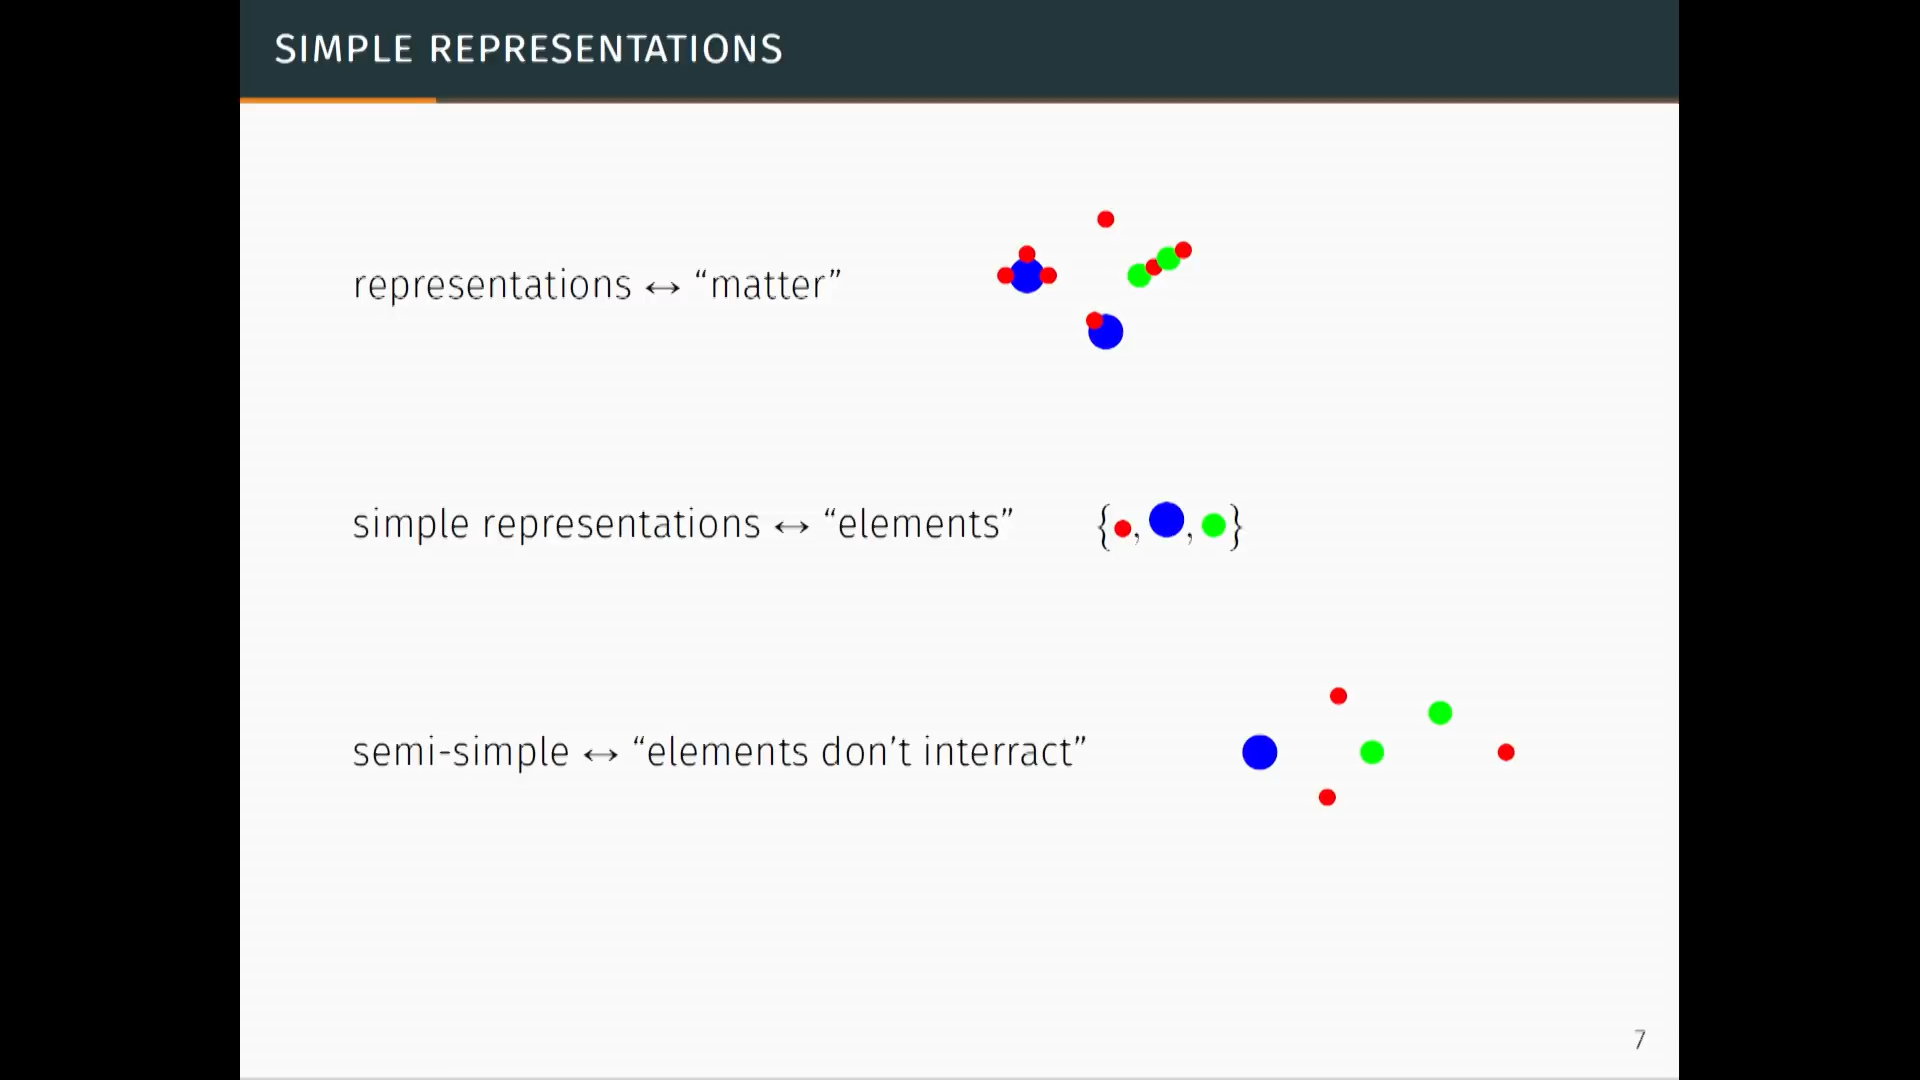 SIMPLE REPRESENTATIONS
representations ↔ “matter”
simple representations ↔ “elements” { , , }
semi-simple ↔ “elements don’t interract”
7